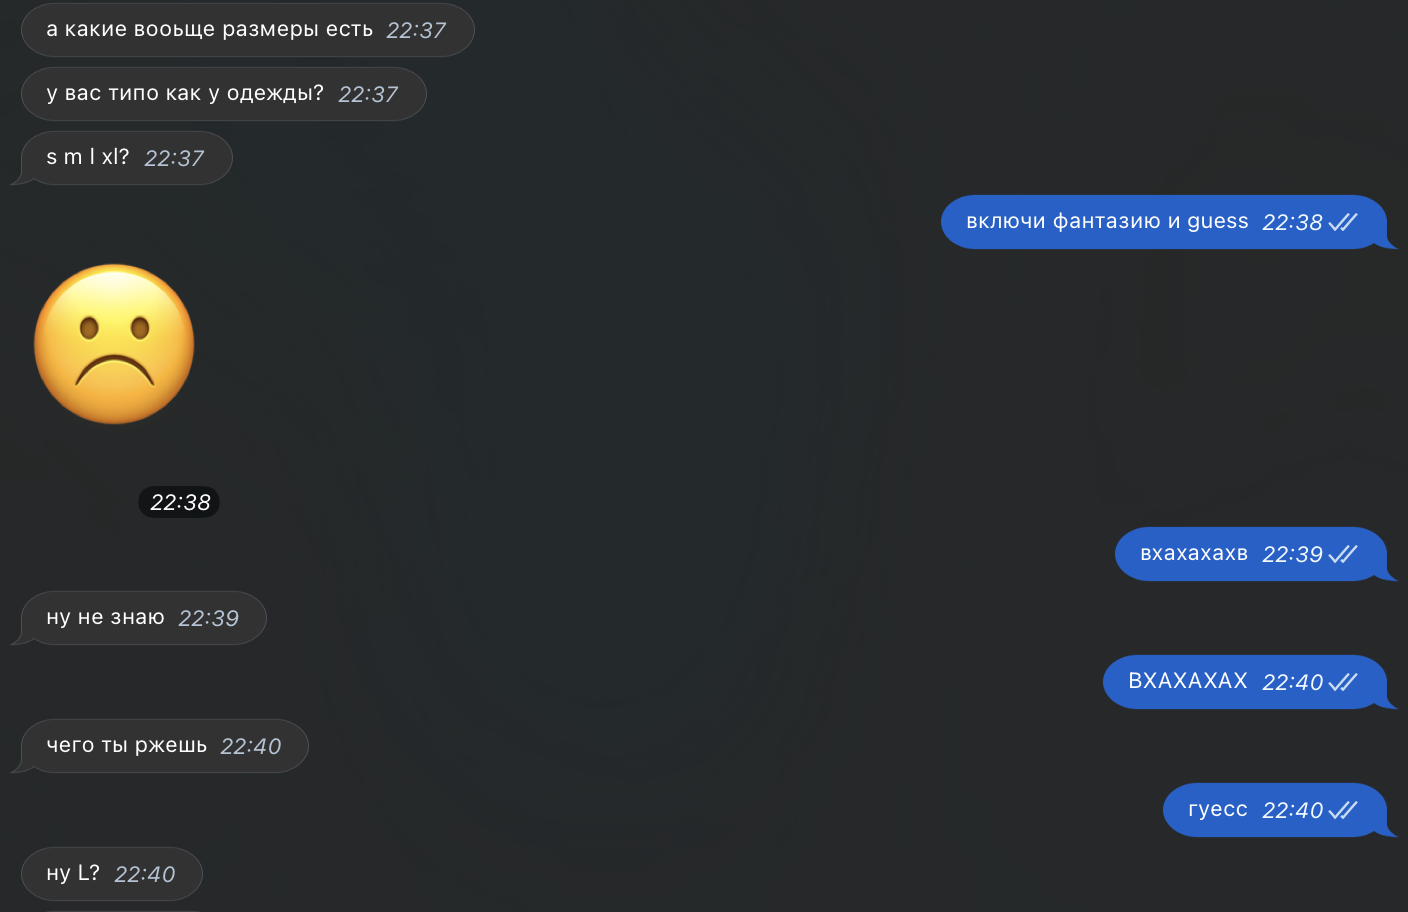 а какие вооьще размеры есть 22:37
у вас типо как у одежды? 22:37
s m l xl? 22:37
включи фантазию и guess 22:38
22:38
вхахахахв 22:39
ну не знаю 22:39
ВХАХАХАХ 22:40
чего ты ржешь 22:40
гуесс 22:40
ну L? 22:40